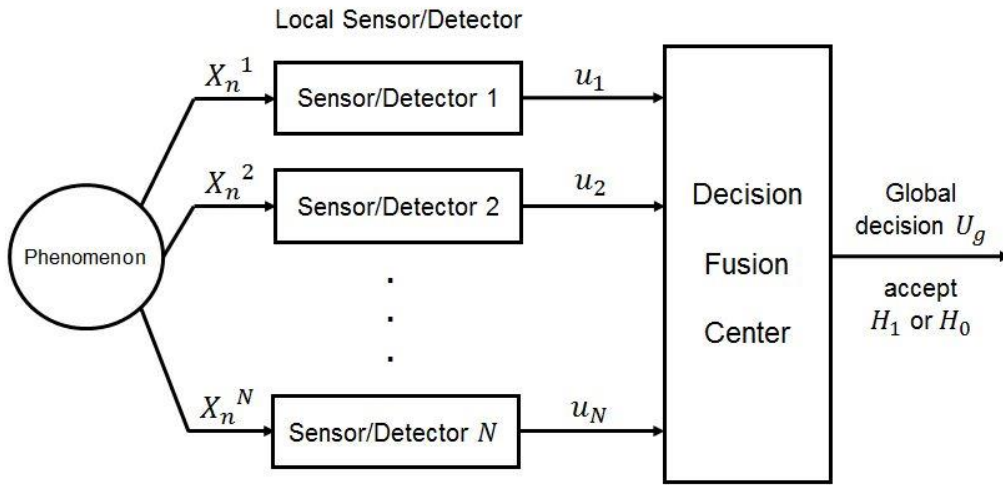 Local Sensor/Detector
X_n^1
Sensor/Detector 1
u_1
X_n^2
Sensor/Detector 2
u_2
Phenomenon
.
.
.
X_n^N
Sensor/Detector N
u_N
Decision
Fusion
Center
Global
decision U_g
accept
H_1 or H_0